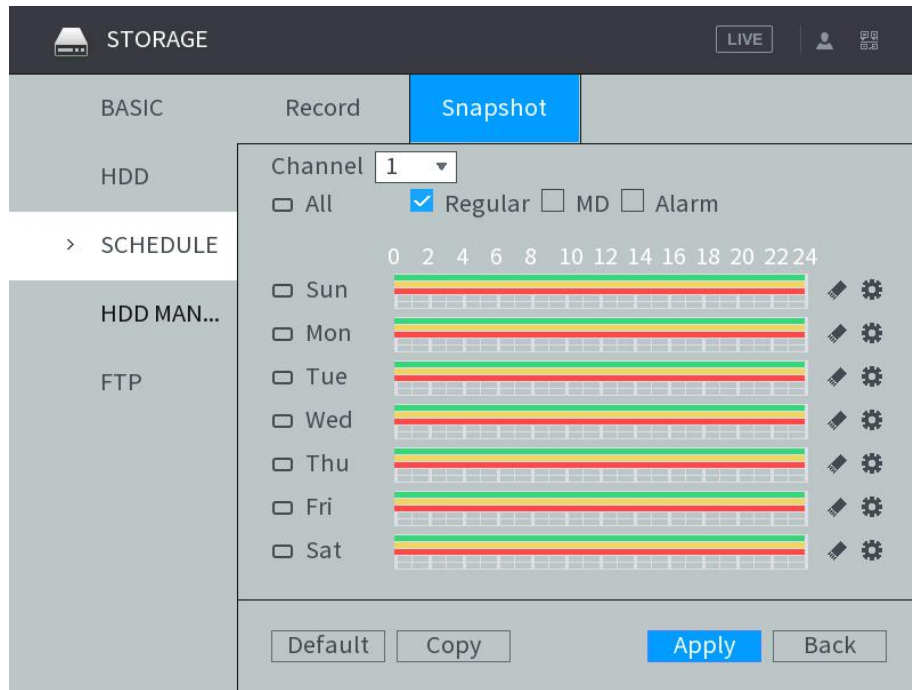 STORAGE LIVE
BASIC Record Snapshot
HDD Channel 1
All Regular MD Alarm
> SCHEDULE
0 2 4 6 8 10 12 14 16 18 20 22 24
Sun
HDD MAN...
Mon
FTP Tue
Wed
Thu
Fri
Sat
Default Copy Apply Back